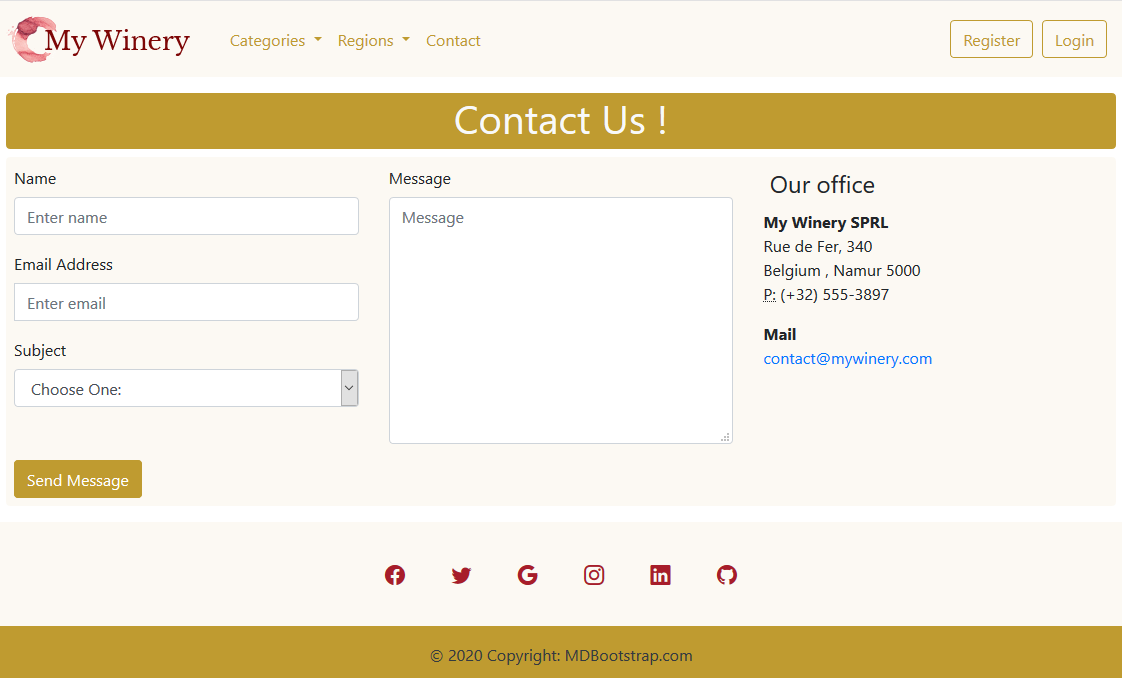 My Winery
Categories Regions Contact
Register Login
Contact Us !
Name
Enter name
Email Address
Enter email
Subject
Choose One:
Send Message
Message
Message
Our office
My Winery SPRL
Rue de Fer, 340
Belgium , Namur 5000
P: (+32) 555-3897
Mail
contact@mywinery.com
© 2020 Copyright: MDBootstrap.com